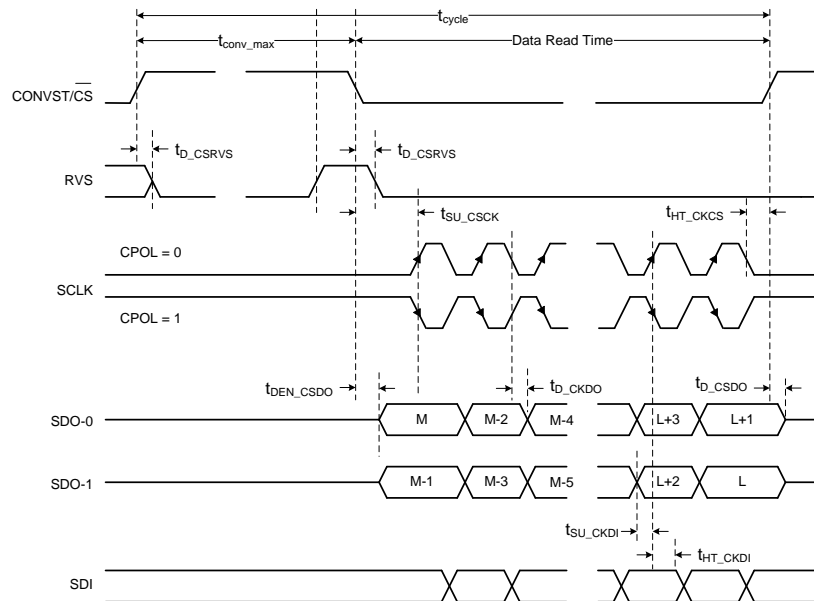 tcycle
tconv_max
Data Read Time
CONVST/CS
tD_CSRVS
tD_CSRVS
RVS
tSU_CSCK
tHT_CKCS
CPOL = 0
SCLK
CPOL = 1
tDEN_CSDO
tD_CKDO
tD_CSDO
SDO-0
M
M-2
M-4
L+3
L+1
SDO-1
M-1
M-3
M-5
L+2
L
tSU_CKDI
tHT_CKDI
SDI